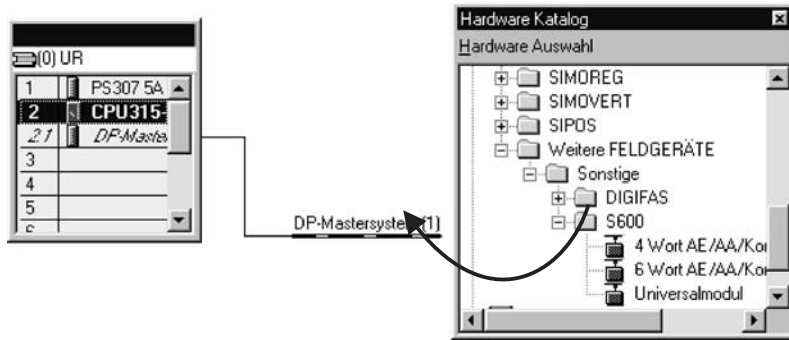 (0) UR
1 PS307 5A
2 CPU315-
2.1 DP-Maste
3
4
5
DP-Mastersystem (1)
Hardware Katalog
Hardware Auswahl
SIMOREG
SIMOVERT
SIPOS
Weitere FELDGERÄTE
Sonstige
DIGIFAS
S600
4 Wort AE/AA/Ko
6 Wort AE/AA/Ko
Universalmodul